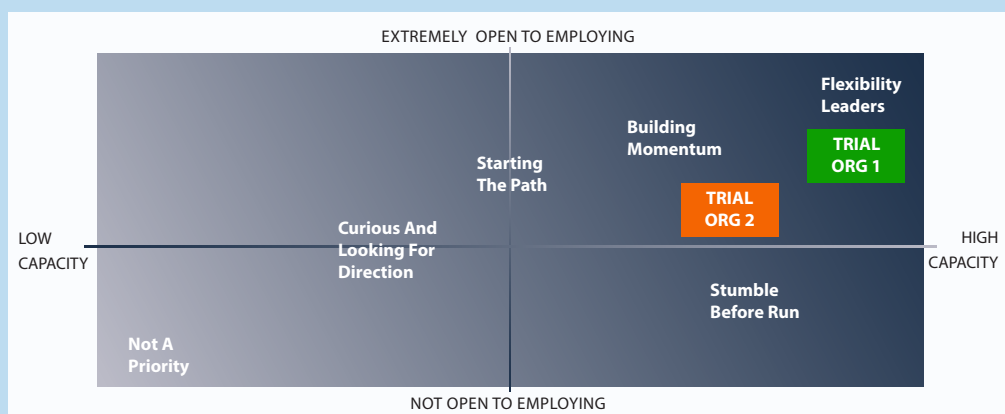 EXTREMELY OPEN TO EMPLOYING
Flexibility
Leaders
Building
Momentum
TRIAL
ORG 1
Starting
The Path
TRIAL
ORG 2
Curious And
Looking For
Direction
LOW
CAPACITY
HIGH
CAPACITY
Stumble
Before Run
Not A
Priority
NOT OPEN TO EMPLOYING